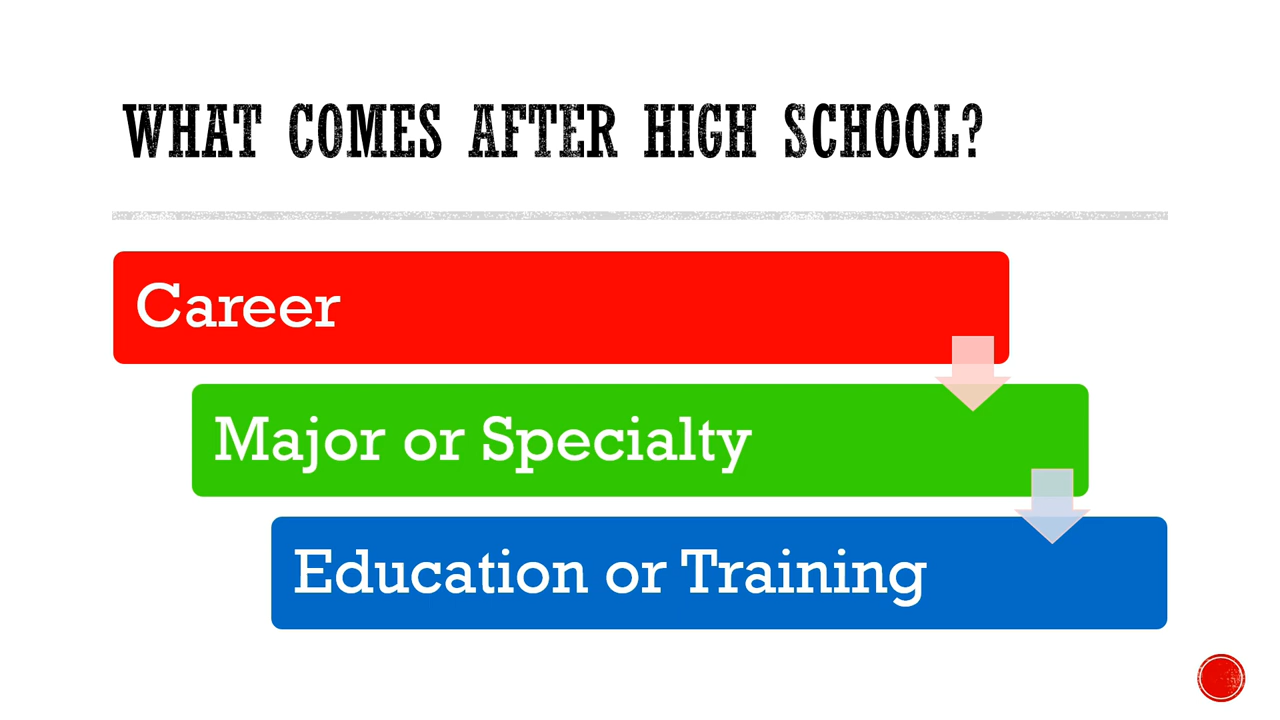 WHAT COMES AFTER HIGH SCHOOL?
Career
Major or Specialty
Education or Training